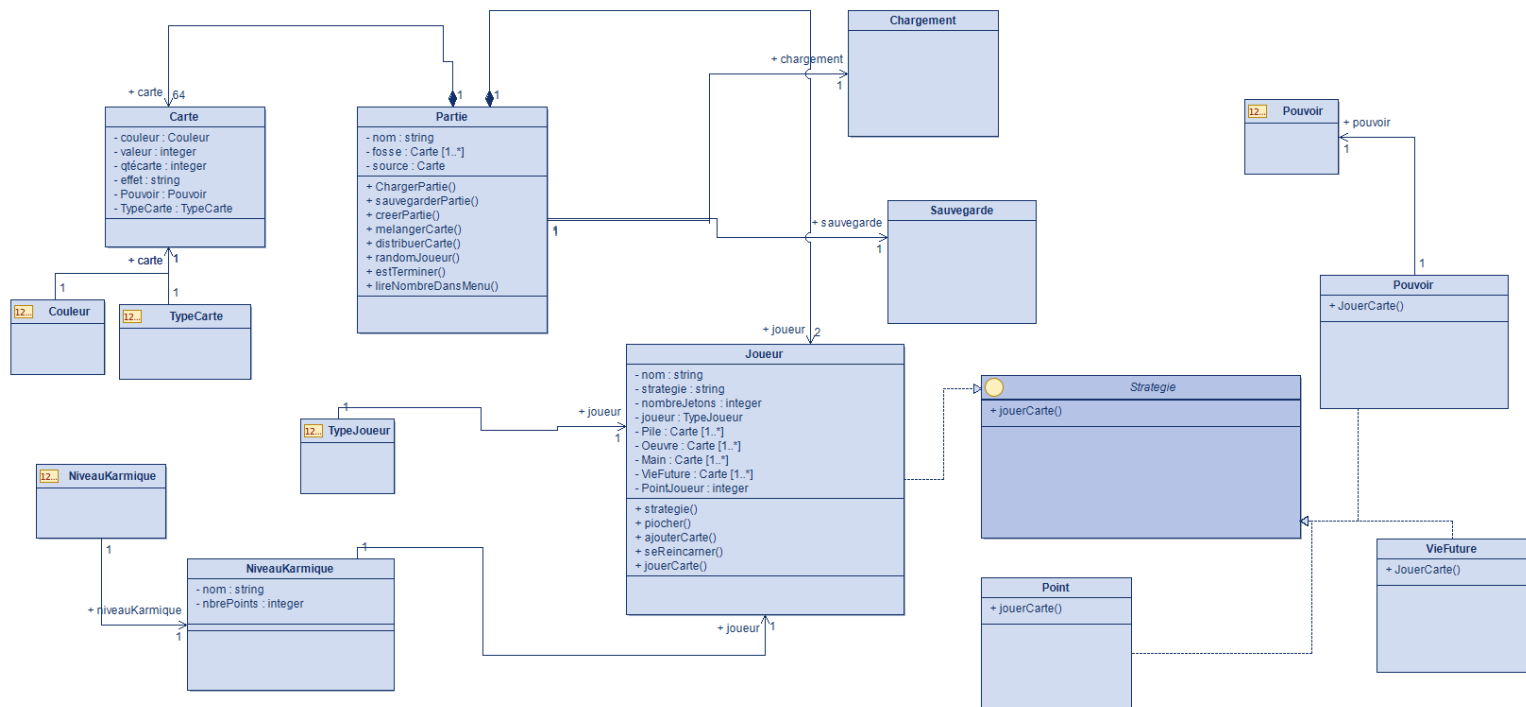 Chargement
+ chargement
1
+ carte
64
1
1
Carte
- couleur : Couleur
- valeur : integer
- qtécarte : integer
- effet : string
- Pouvoir : Pouvoir
- TypeCarte : TypeCarte
Partie
- nom : string
- fosse : Carte [1..*]
- source : Carte
+ ChargerPartie()
+ sauvegarderPartie()
+ creerPartie()
+ melangerCarte()
+ distribuerCarte()
+ randomJoueur()
+ estTerminer()
+ lireNombreDansMenu()
1
12...
Pouvoir
+ pouvoir
1
1
Sauvegarde
+ sauvegarde
1
+ carte
1
1
1
12...
Couleur
12...
TypeCarte
Pouvoir
+ JouerCarte()
+ joueur
2
Joueur
- nom : string
- strategie : string
- nombreJetons : integer
- joueur : TypeJoueur
- Pile : Carte [1..*]
- Oeuvre : Carte [1..*]
- Main : Carte [1..*]
- VieFuture : Carte [1..*]
- PointJoueur : integer
+ strategie()
+ piocher()
+ ajouterCarte()
+ seReincarner()
+ jouerCarte()
Strategie
+ jouerCarte()
1
+ joueur
1
12...
TypeJoueur
12...
NiveauKarmique
1
+ niveauKarmique
1
1
NiveauKarmique
- nom : string
- nbrePoints : integer
+ joueur
1
Point
+ jouerCarte()
VieFuture
+ JouerCarte()